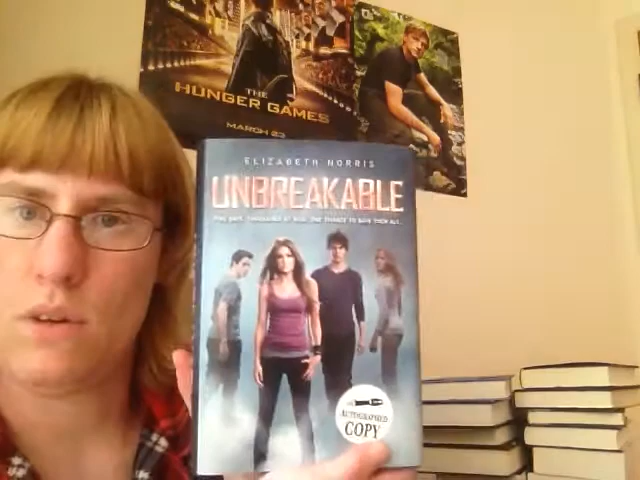 THE
HUNGER GAMES
MARCH 23
ELIZABETH NORRIS
UNBREAKABLE
AUTOGRAPHED
COPY